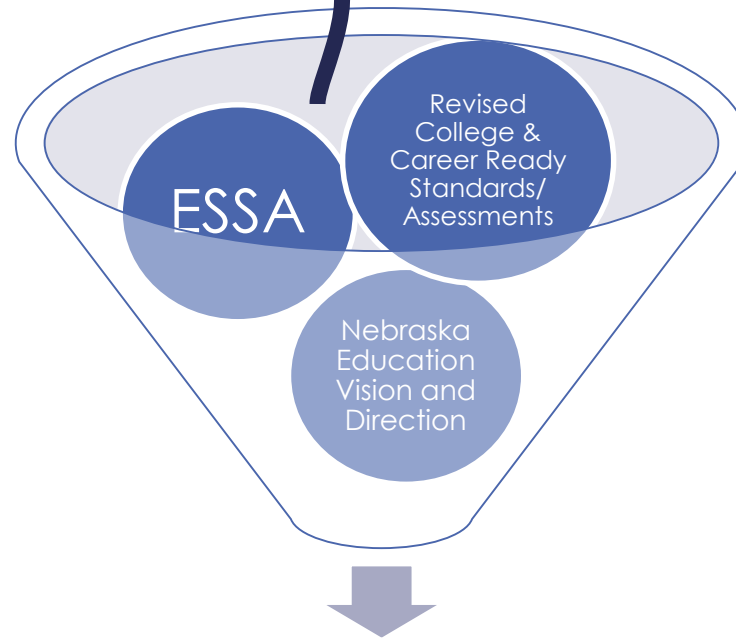 Revised
College &
Career Ready
Standards/
Assessments
ESSA
Nebraska
Education
Vision and
Direction